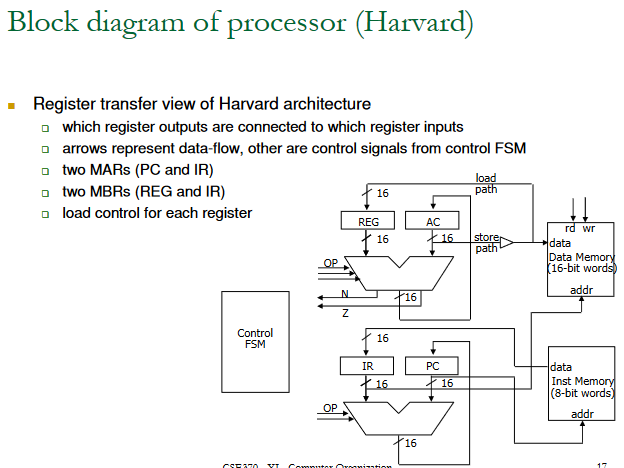 Block diagram of processor (Harvard)
Register transfer view of Harvard architecture
which register outputs are connected to which register inputs
arrows represent data-flow, other are control signals from control FSM
two MARs (PC and IR)
two MBRs (REG and IR)
load control for each register
load
path
16
REG
AC
rd wr
16
16
store
path
data
Data Memory
(16-bit words)
OP
addr
N
16
Z
Control
FSM
16
IR
PC
data
16
16
Inst Memory
(8-bit words)
OP
addr
16
CSE370 - XI - Computer Organization
17